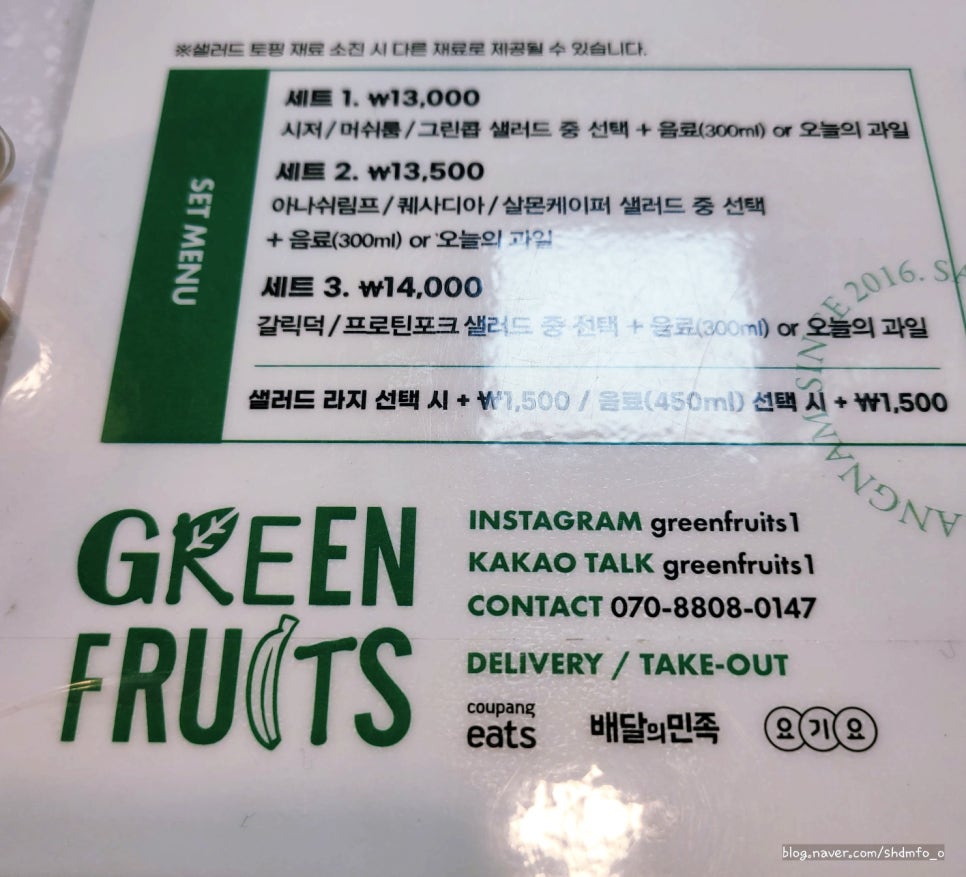 ※샐러드 토핑 재료 소진 시 다른 재료로 제공될 수 있습니다.
SET MENU
세트 1. ₩13,000
시저/머쉬룸/그린콥 샐러드 중 선택 + 음료(300ml) or 오늘의 과일
세트 2. ₩13,500
아나쉬림프/퀘사디아/살몬케이퍼 샐러드 중 선택
+ 음료(300ml) or 오늘의 과일
세트 3. ₩14,000
갈릭덕/프로틴포크 샐러드 중 선택 + 음료(300ml) or 오늘의 과일
샐러드 라지 선택 시 + ₩1,500 / 음료(450ml) 선택 시 + ₩1,500
ANGNAM SINCE 2016. SA
GREEN
FRUITS
INSTAGRAM greenfruits1
KAKAO TALK greenfruits1
CONTACT 070-8808-0147
DELIVERY / TAKE-OUT
coupang
eats
배달의민족
요기요
blog.naver.com/shdmfo_o